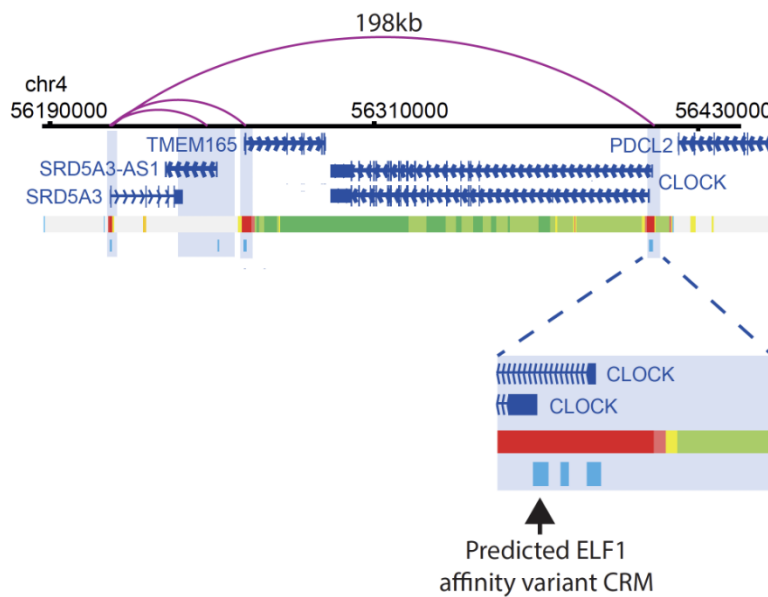 198kb
chr4
56190000 56310000 56430000
TMEM165 PDCL2
SRD5A3-AS1 CLOCK
SRD5A3
CLOCK
CLOCK
Predicted ELF1
affinity variant CRM